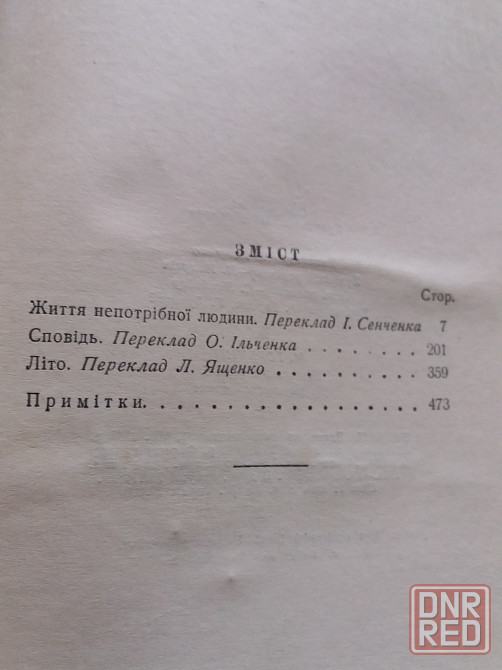 ЗМІСТ
Стор.
Життя непотрібної людини. Переклад І. Сенченка 7
Сповідь. Переклад О. Ільченка . . . . . . . . 201
Літо. Переклад Л. Ященко . . . . . . . . . . 359
Примітки. . . . . . . . . . . . . . . . . . . 473
DNR
RED